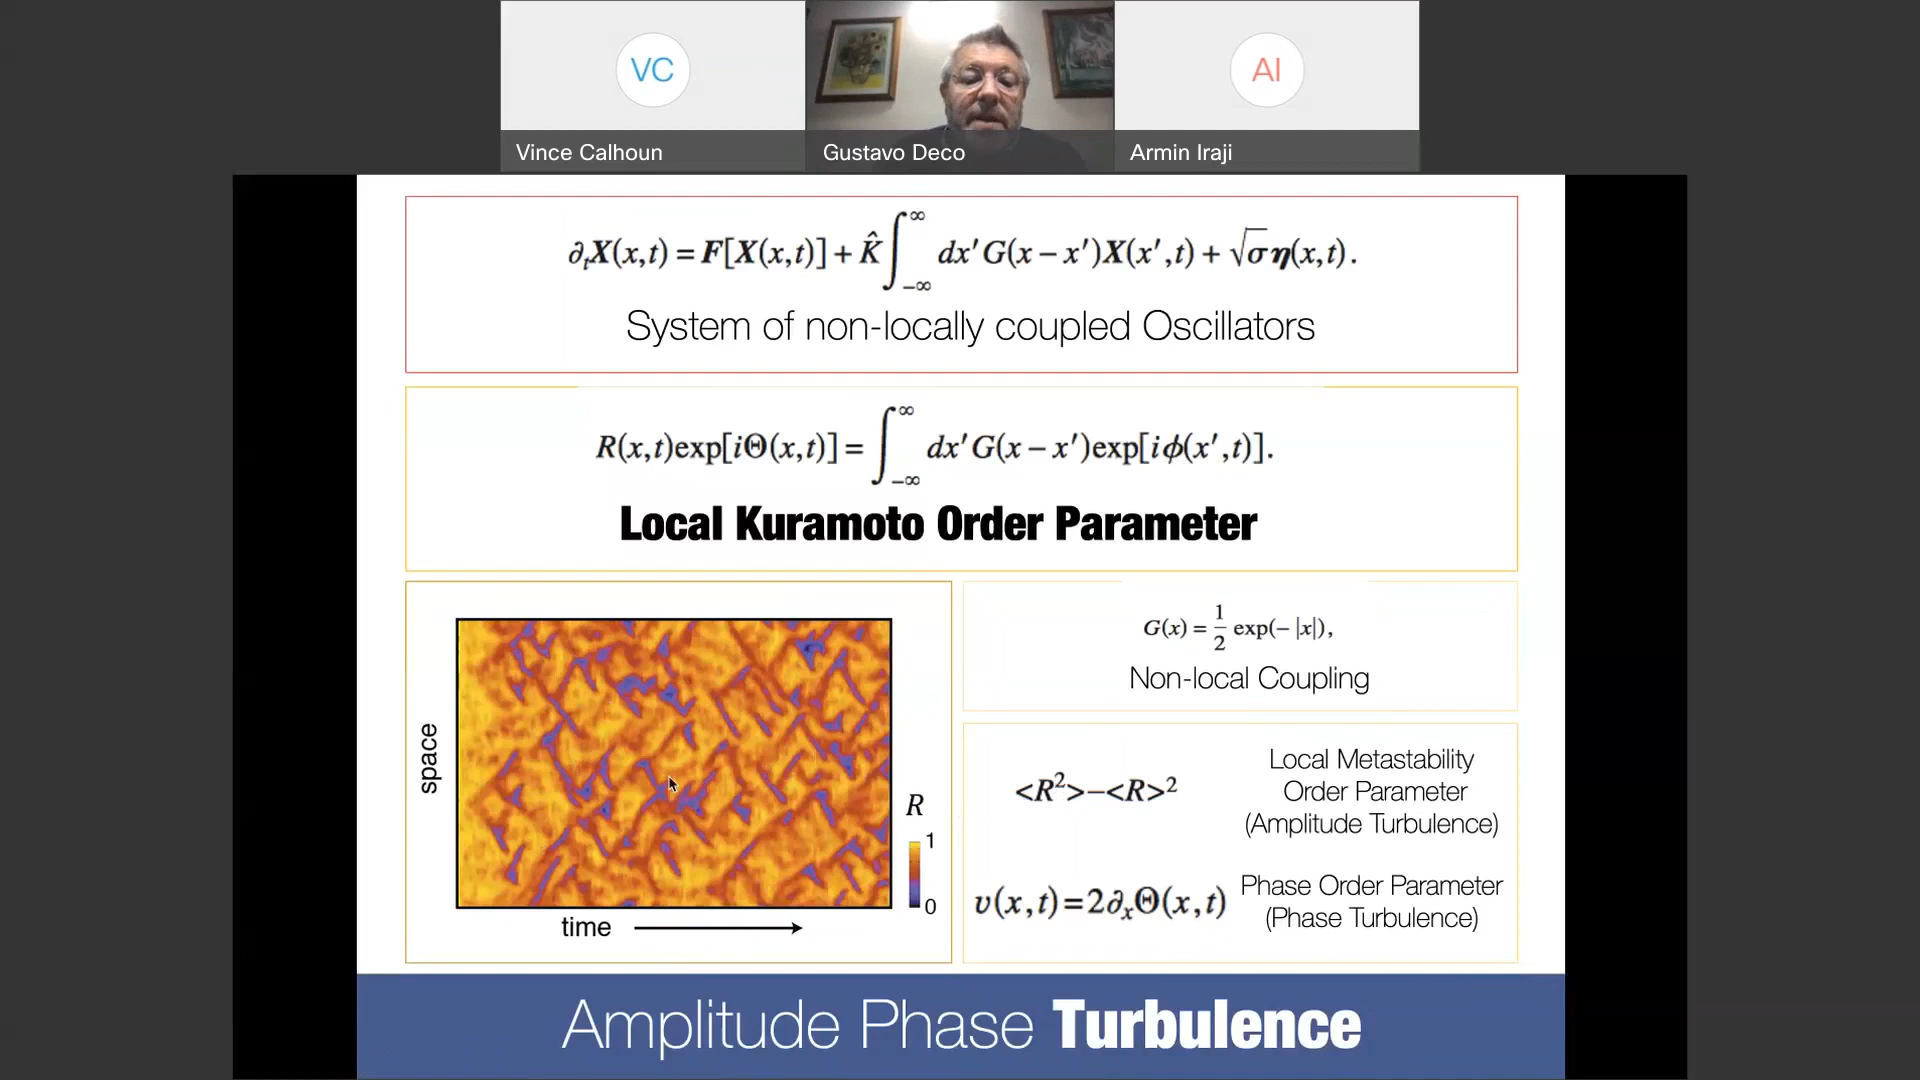 VC
AI
Vince Calhoun
Gustavo Deco
Armin Iraji
∂ₜX(x,t) = F[X(x,t)] + K̂ ∫_{−∞}^{∞} dx′G(x − x′)X(x′,t) + √σ η(x,t).
System of non-locally coupled Oscillators
R(x,t)exp[iΘ(x,t)] = ∫_{−∞}^{∞} dx′G(x − x′)exp[iϕ(x′,t)].
Local Kuramoto Order Parameter
space
time
R
1
0
G(x) = 1/2 exp(− |x|),
Non-local Coupling
<R²>−<R>²
Local Metastability
Order Parameter
(Amplitude Turbulence)
υ(x,t)=2∂ₓΘ(x,t)
Phase Order Parameter
(Phase Turbulence)
Amplitude Phase Turbulence